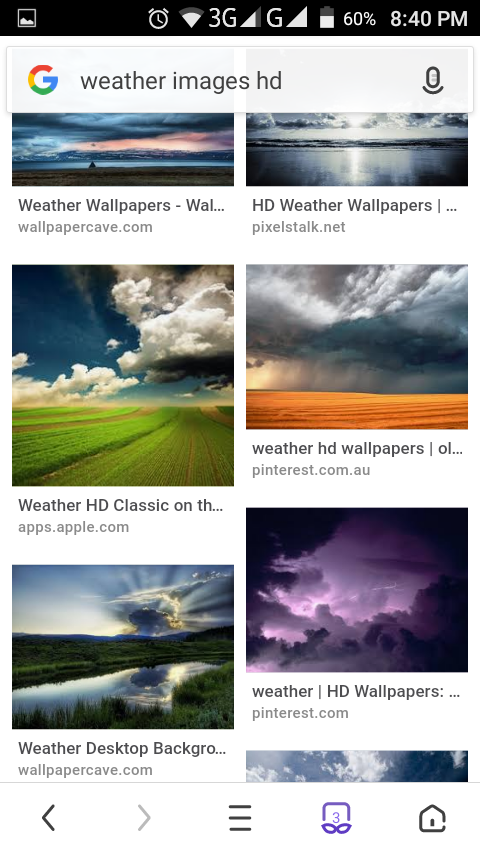 3G G 60% 8:40 PM
weather images hd
Weather Wallpapers - Wal...
wallpapercave.com
HD Weather Wallpapers | ...
pixelstalk.net
Weather HD Classic on th...
apps.apple.com
weather hd wallpapers | ol...
pinterest.com.au
Weather Desktop Backgro...
wallpapercave.com
weather | HD Wallpapers: ...
pinterest.com
3